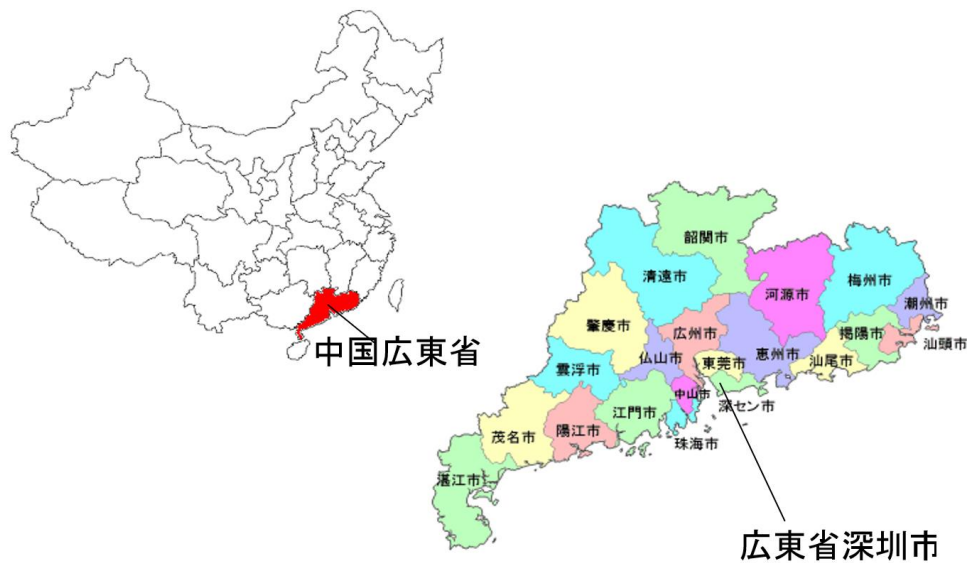 中国広東省
韶関市
清遠市
河源市
梅州市
潮州市
肇慶市
広州市
掲陽市
汕頭市
仏山市
東莞市
恵州市
汕尾市
雲浮市
中山市
深セン市
江門市
珠海市
茂名市
陽江市
湛江市
広東省深圳市